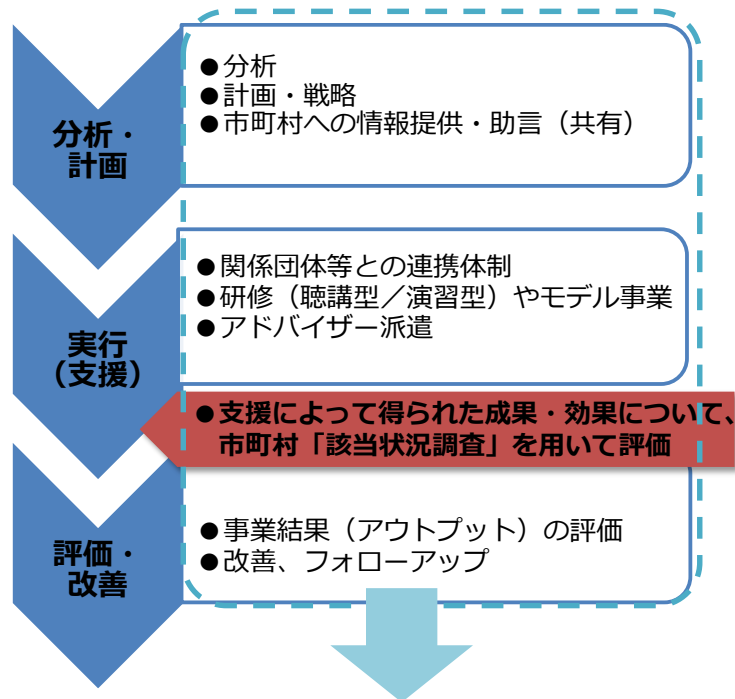 分析・
計画
●分析
●計画・戦略
●市町村への情報提供・助言（共有）
実行
（支援）
●関係団体等との連携体制
●研修（聴講型／演習型）やモデル事業
●アドバイザー派遣
●支援によって得られた成果・効果について、
市町村「該当状況調査」を用いて評価
評価・
改善
●事業結果（アウトプット）の評価
●改善、フォローアップ